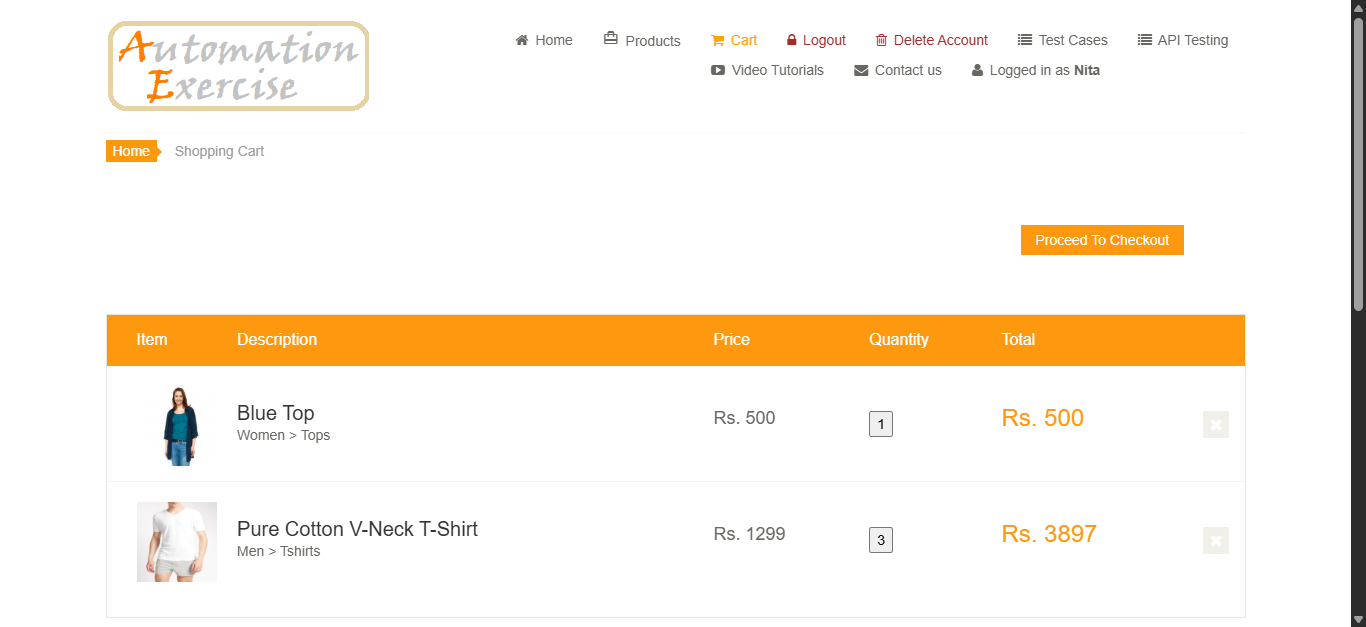 Automation
Exercise
Home Products Cart Logout Delete Account Test Cases API Testing
Video Tutorials Contact us Logged in as Nita
Home Shopping Cart
Proceed To Checkout
Item Description Price Quantity Total
Blue Top
Women > Tops
Rs. 500 1 Rs. 500
Pure Cotton V-Neck T-Shirt
Men > Tshirts
Rs. 1299 3 Rs. 3897